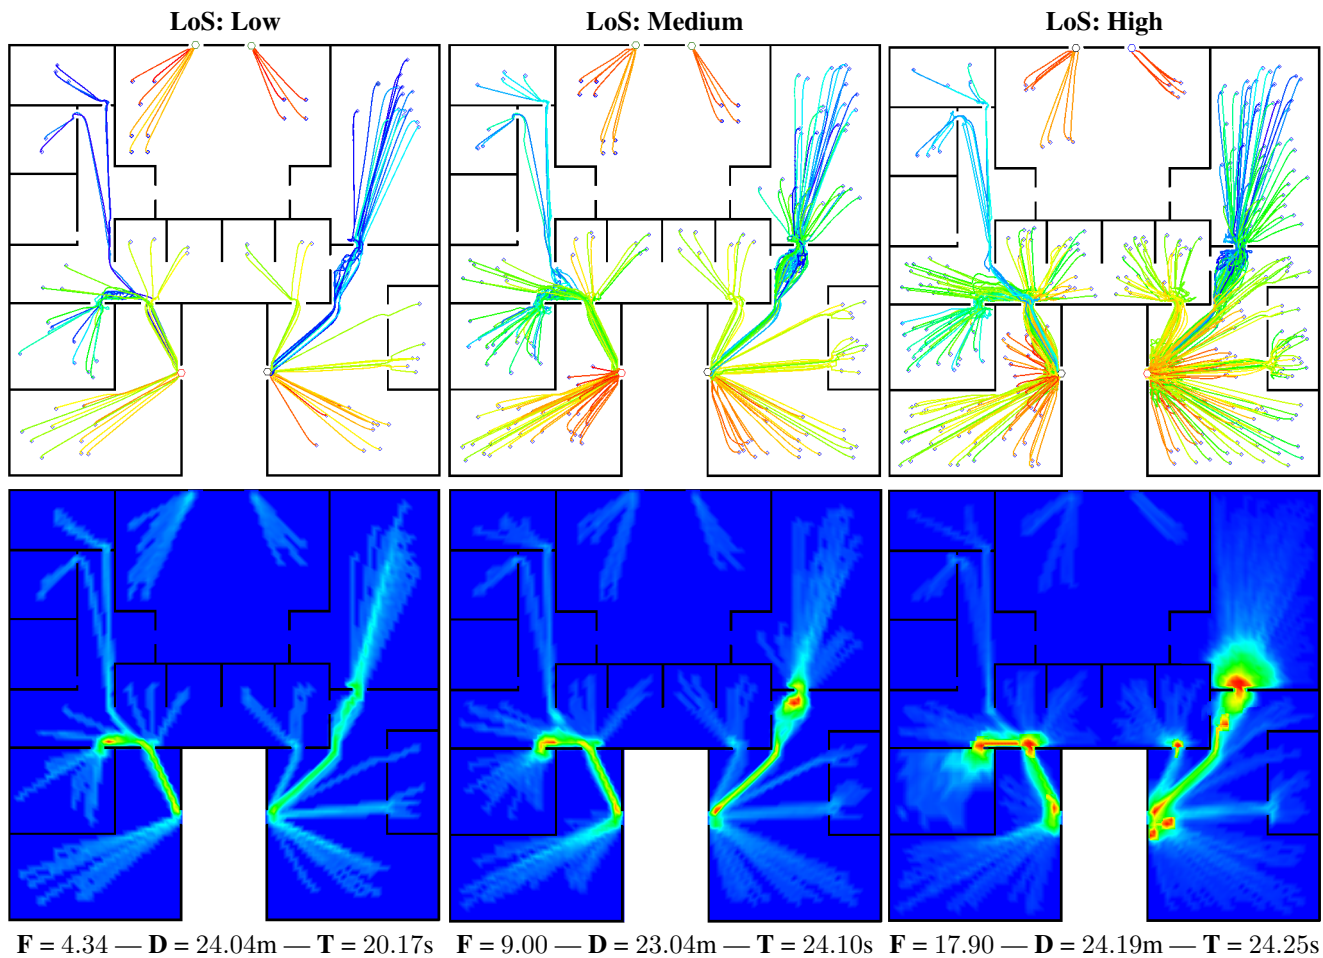 LoS: Low
LoS: Medium
LoS: High
F = 4.34 — D = 24.04m — T = 20.17s
F = 9.00 — D = 23.04m — T = 24.10s
F = 17.90 — D = 24.19m — T = 24.25s